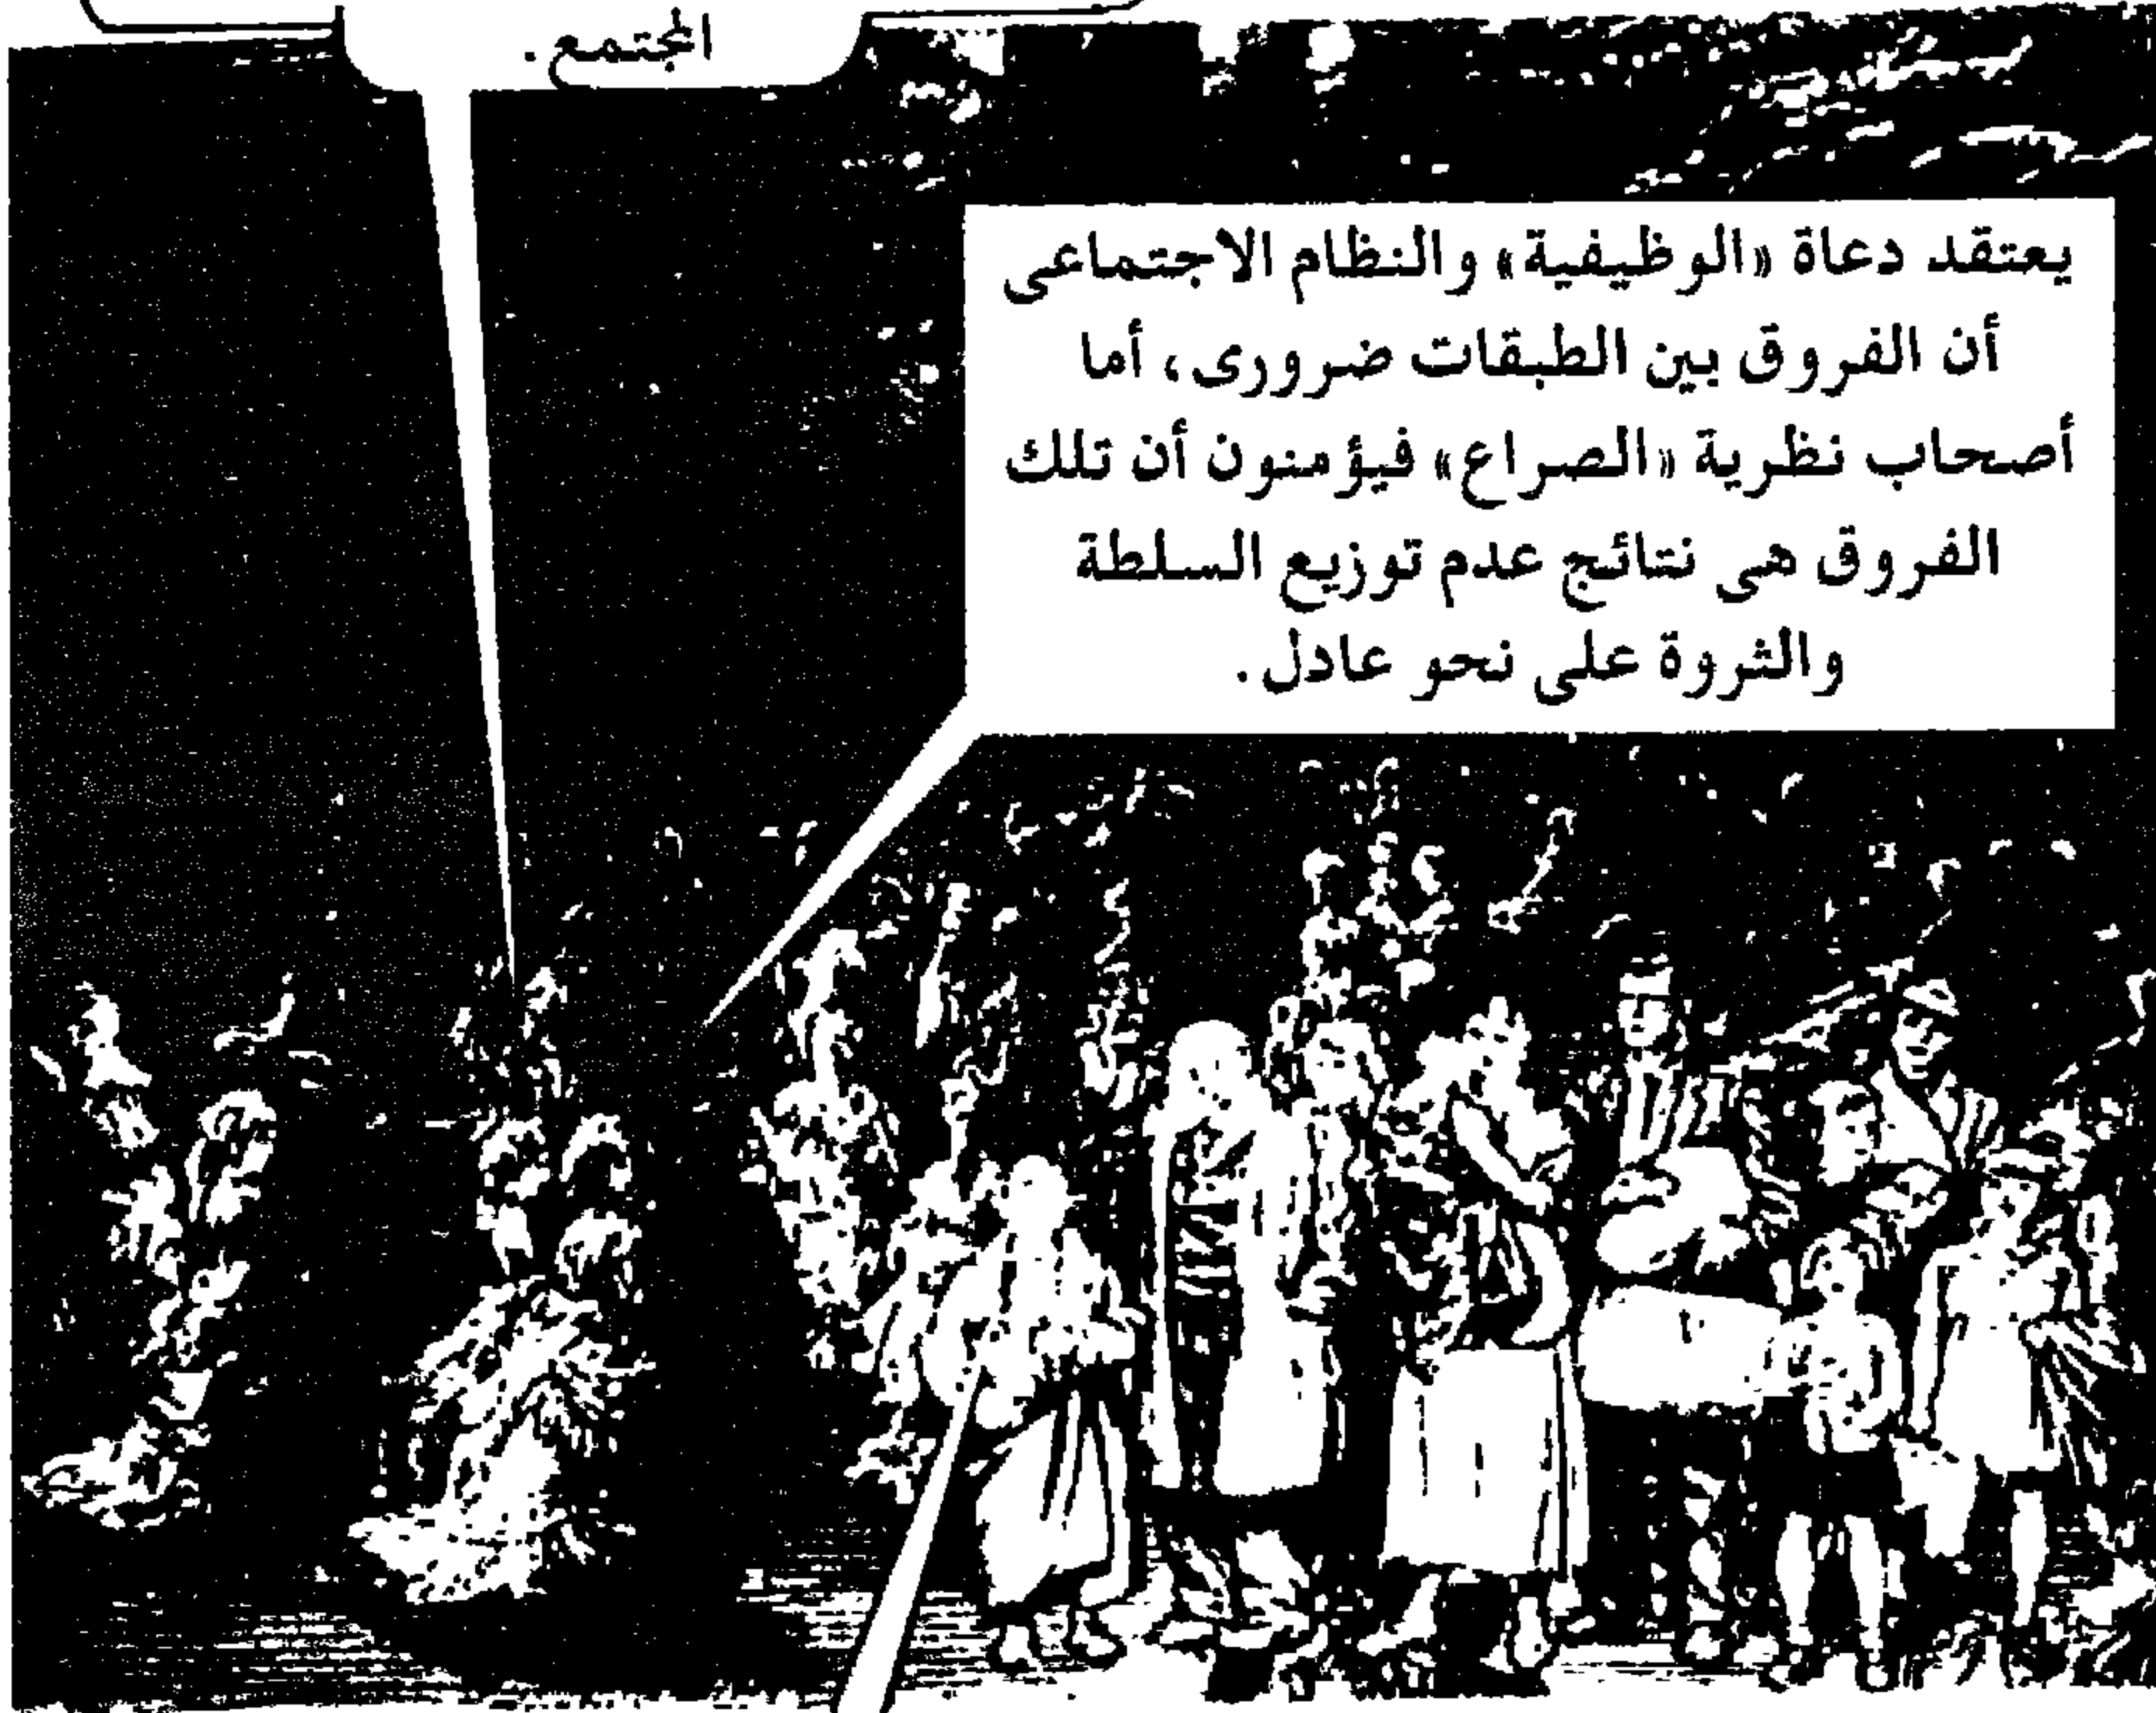 المجتمع.
يعتقد دعاة «الوظيفية» والنظام الاجتماعى
أن الفروق بين الطبقات ضرورى، أما
أصحاب نظرية «الصراع» فيؤمنون أن تلك
الفروق هى نتائج عدم توزيع السلطة
والثروة على نحو عادل.